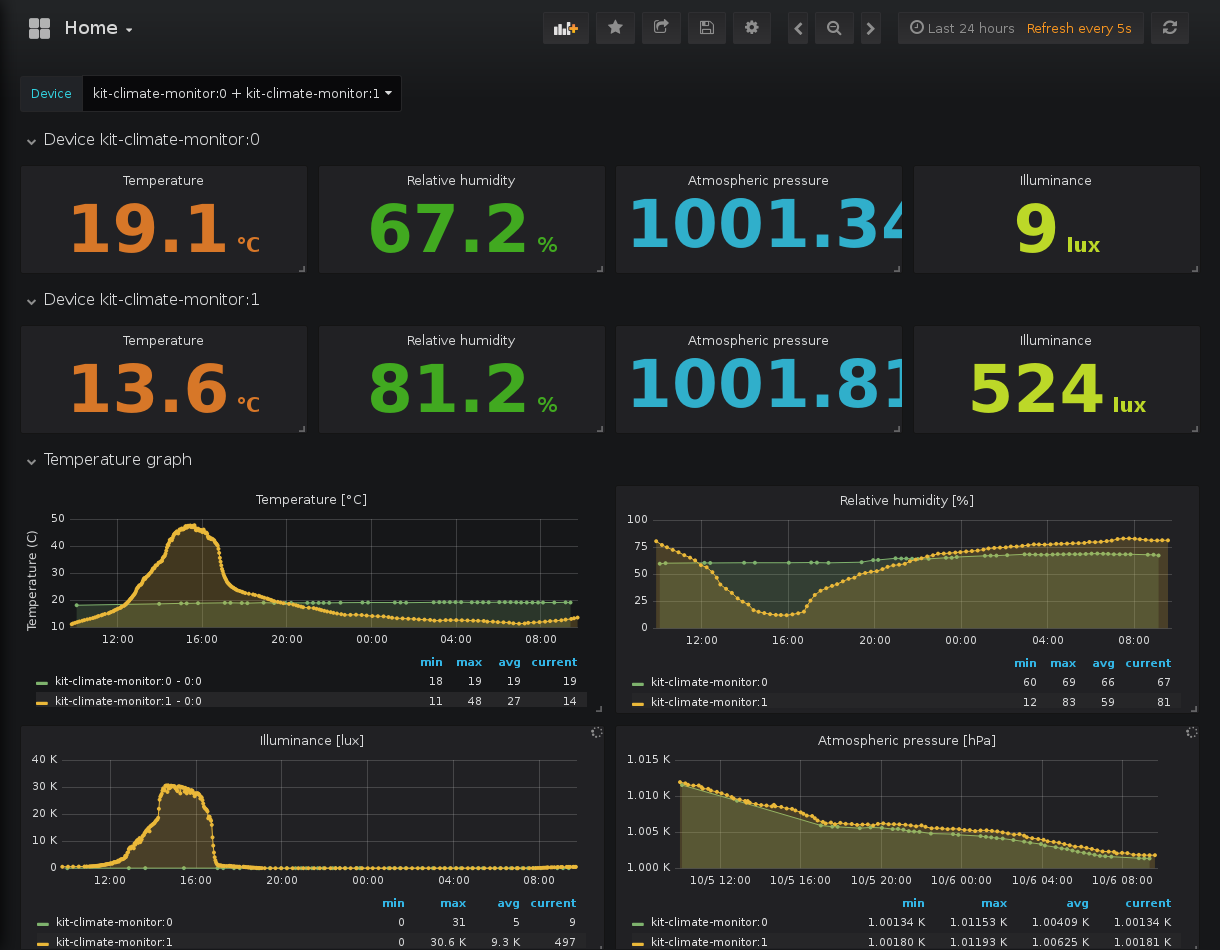 Home
Last 24 hours Refresh every 5s
Device kit-climate-monitor:0 + kit-climate-monitor:1
Device kit-climate-monitor:0
Temperature Relative humidity Atmospheric pressure Illuminance
19.1 °C 67.2 % 1001.34 9 lux
Device kit-climate-monitor:1
Temperature Relative humidity Atmospheric pressure Illuminance
13.6 °C 81.2 % 1001.81 524 lux
Temperature graph
Temperature [°C]
Temperature (C)
50
40
30
20
10
12:00 16:00 20:00 00:00 04:00 08:00
min max avg current
kit-climate-monitor:0 - 0:0 18 19 19 19
kit-climate-monitor:1 - 0:0 11 48 27 14
Relative humidity [%]
100
75
50
25
0
12:00 16:00 20:00 00:00 04:00 08:00
min max avg current
kit-climate-monitor:0 60 69 66 67
kit-climate-monitor:1 12 83 59 81
Illuminance [lux]
40 K
30 K
20 K
10 K
0
12:00 16:00 20:00 00:00 04:00 08:00
min max avg current
kit-climate-monitor:0 0 31 5 9
kit-climate-monitor:1 0 30.6 K 9.3 K 497
Atmospheric pressure [hPa]
1.015 K
1.010 K
1.005 K
1.000 K
10/5 12:00 10/5 16:00 10/5 20:00 10/6 00:00 10/6 04:00 10/6 08:00
min max avg current
kit-climate-monitor:0 1.00134 K 1.01153 K 1.00409 K 1.00134 K
kit-climate-monitor:1 1.00180 K 1.01193 K 1.00625 K 1.00181 K